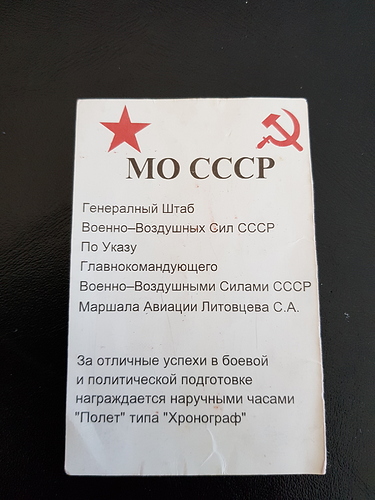 МО СССР
Генералный Штаб
Военно–Воздушных Сил СССР
По Указу
Главнокомандующего
Военно–Воздушными Силами СССР
Маршала Авиации Литовцева С.А.
За отличные успехи в боевой
и политической подготовке
награждается наручными часами
"Полет" типа "Хронограф"